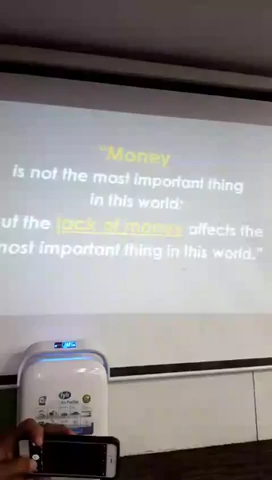 "Money
is not the most important thing
in this world;
ut the lack of money affects the
most important thing in this world."